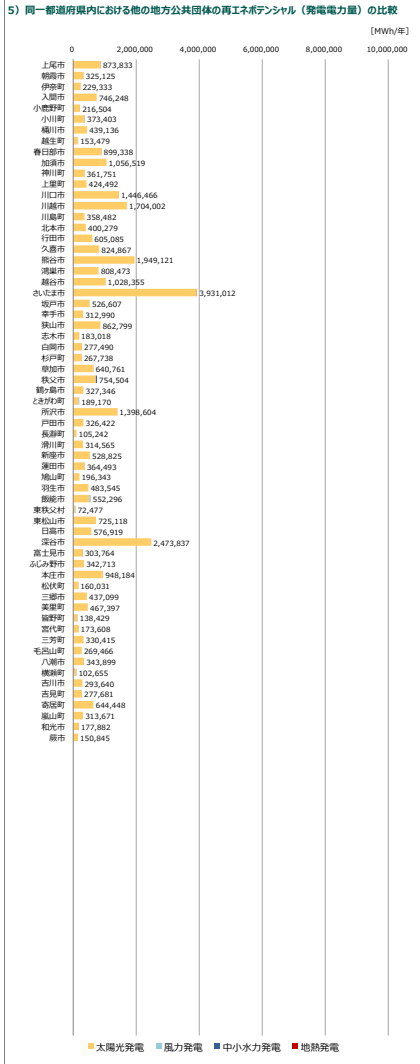 5）同一都道府県内における他の地方公共団体の再エネポテンシャル（発電電力量）の比較
[MWh/年]
0 2,000,000 4,000,000 6,000,000 8,000,000 10,000,000
上尾市 873,833
朝霞市 325,125
伊奈町 229,333
入間市 746,248
小鹿野町 216,504
小川町 373,403
桶川市 439,136
越生町 153,479
春日部市 899,338
加須市 1,056,519
神川町 361,751
上里町 424,492
川口市 1,446,466
川越市 1,704,002
川島町 358,482
北本市 400,279
行田市 605,085
久喜市 824,867
熊谷市 1,949,121
鴻巣市 808,473
越谷市 1,028,355
さいたま市 3,931,012
坂戸市 526,607
幸手市 312,990
狭山市 862,799
志木市 183,018
白岡市 277,490
杉戸町 267,738
草加市 640,761
秩父市 754,504
鶴ヶ島市 327,346
ときがわ町 189,170
所沢市 1,398,604
戸田市 326,422
長瀞町 105,242
滑川町 314,565
新座市 528,825
蓮田市 364,493
鳩山町 196,343
羽生市 483,545
飯能市 552,296
東秩父村 72,477
東松山市 725,118
日高市 576,919
深谷市 2,473,837
富士見市 303,764
ふじみ野市 342,713
本庄市 948,184
松伏町 160,031
三郷市 437,099
美里町 467,397
皆野町 138,429
宮代町 173,608
三芳町 330,415
毛呂山町 269,466
八潮市 343,899
横瀬町 102,655
吉川市 293,640
吉見町 277,681
寄居町 644,448
嵐山町 313,671
和光市 177,882
蕨市 150,845
太陽光発電 風力発電 中小水力発電 地熱発電